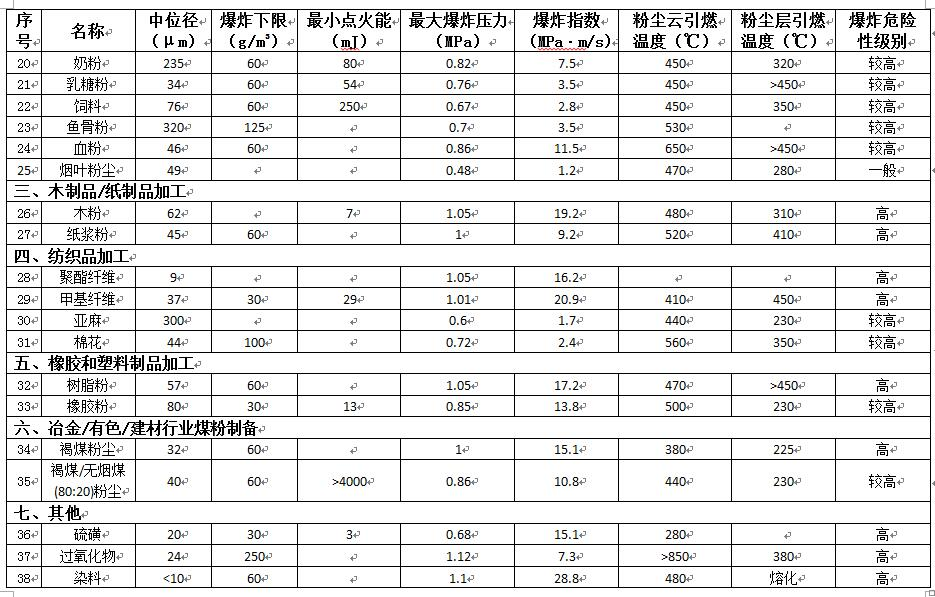 序号 名称 中位径(μm) 爆炸下限(g/m³) 最小点火能(mJ) 最大爆炸压力(MPa) 爆炸指数(MPa·m/s) 粉尘云引燃温度(℃) 粉尘层引燃温度(℃) 爆炸危险性级别
20 奶粉 235 60 80 0.82 7.5 450 320 较高
21 乳糖粉 34 60 54 0.76 3.5 450 >450 较高
22 饲料 76 60 250 0.67 2.8 450 350 较高
23 鱼骨粉 320 125 0.7 3.5 530 较高
24 血粉 46 60 0.86 11.5 650 >450 较高
25 烟叶粉尘 49 0.48 1.2 470 280 一般
三、木制品/纸制品加工
26 木粉 62 7 1.05 19.2 480 310 高
27 纸浆粉 45 60 1 9.2 520 410 高
四、纺织品加工
28 聚酯纤维 9 1.05 16.2 高
29 甲基纤维 37 30 29 1.01 20.9 410 450 高
30 亚麻 300 0.6 1.7 440 230 较高
31 棉花 44 100 0.72 2.4 560 350 较高
五、橡胶和塑料制品加工
32 树脂粉 57 60 1.05 17.2 470 >450 高
33 橡胶粉 80 30 13 0.85 13.8 500 230 较高
六、冶金/有色/建材行业煤粉制备
34 褐煤粉尘 32 60 1 15.1 380 225 高
35 褐煤/无烟煤(80:20)粉尘 40 60 >4000 0.86 10.8 440 230 较高
七、其他
36 硫磺 20 30 3 0.68 15.1 280 高
37 过氧化物 24 250 1.12 7.3 >850 380 高
38 染料 <10 60 1.1 28.8 480 熔化 高